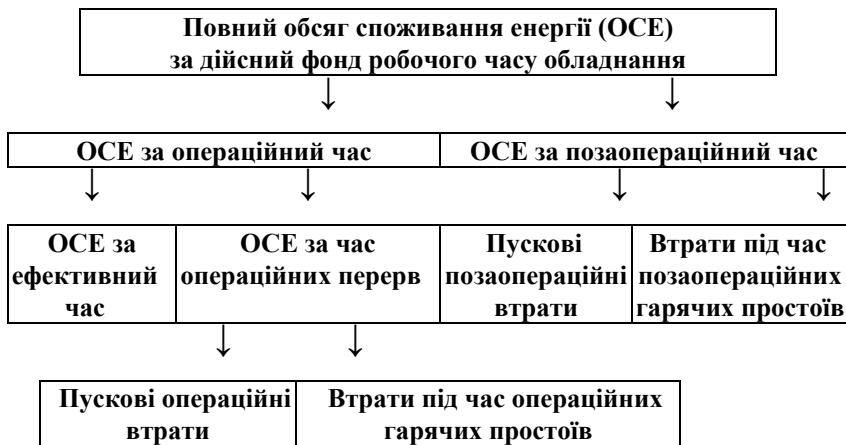 Повний обсяг споживання енергії (ОСЕ)
за дійсний фонд робочого часу обладнання
↓ ↓
ОСЕ за операційний час ОСЕ за позаопераційний час
↓ ↓ ↓ ↓
ОСЕ за
ефективний
час
ОСЕ за час
операційних перерв
Пускові
позаопераційні
втрати
Втрати під час
позаопераційних
гарячих простоїв
↓ ↓
Пускові операційні
втрати
Втрати під час операційних
гарячих простоїв